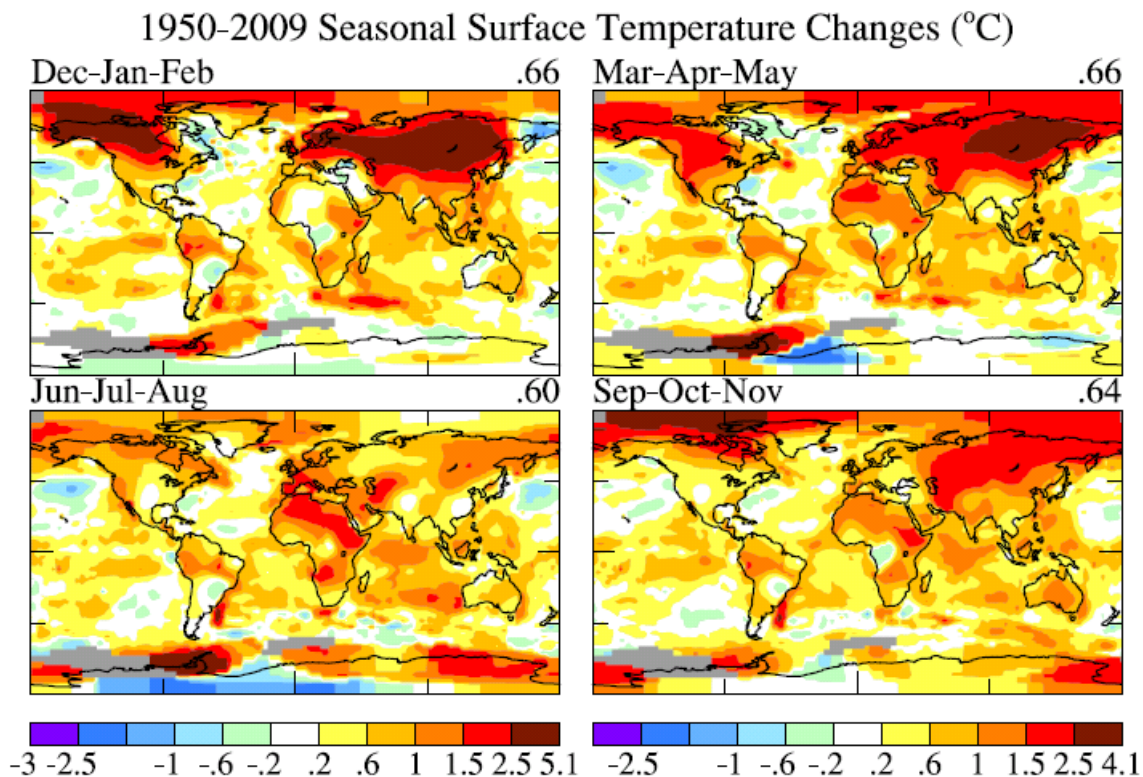 1950-2009 Seasonal Surface Temperature Changes (°C)
Dec-Jan-Feb .66
Mar-Apr-May .66
Jun-Jul-Aug .60
Sep-Oct-Nov .64
-3 -2.5 -1 -.6 -.2 .2 .6 1 1.5 2.5 5.1
-2.5 -1 -.6 -.2 .2 .6 1 1.5 2.5 4.1